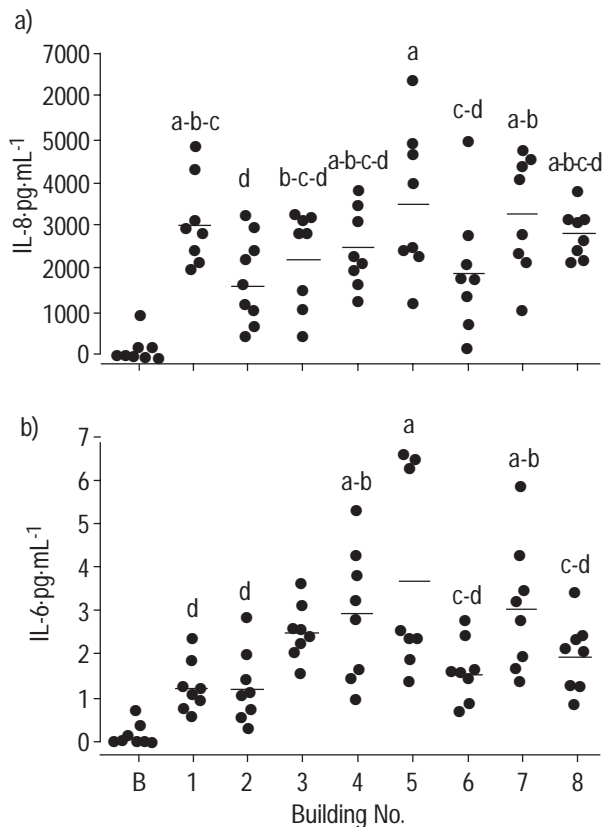 a)
7000
2000
5000
4000
3000
2000
1000
0
IL-8·pg·mL-1
a-b-c
d
b-c-d
a-b-c-d
a
c-d
a-b
a-b-c-d
b)
7
6
5
4
3
2
1
0
IL-6·pg·mL-1
d
d
a-b
a
c-d
a-b
c-d
B 1 2 3 4 5 6 7 8
Building No.